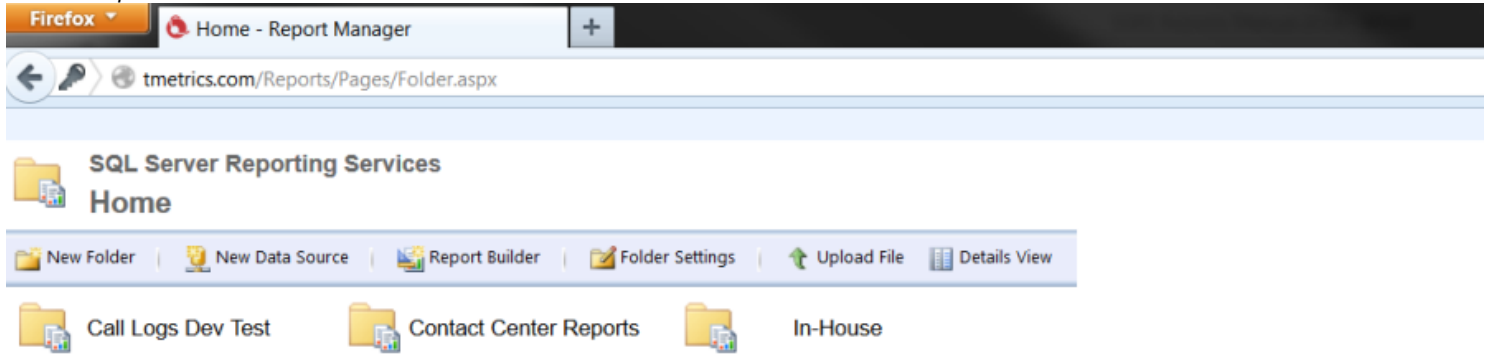 Firefox
Home - Report Manager
tmetrics.com/Reports/Pages/Folder.aspx
SQL Server Reporting Services
Home
New Folder | New Data Source | Report Builder | Folder Settings | Upload File Details View
Call Logs Dev Test Contact Center Reports In-House